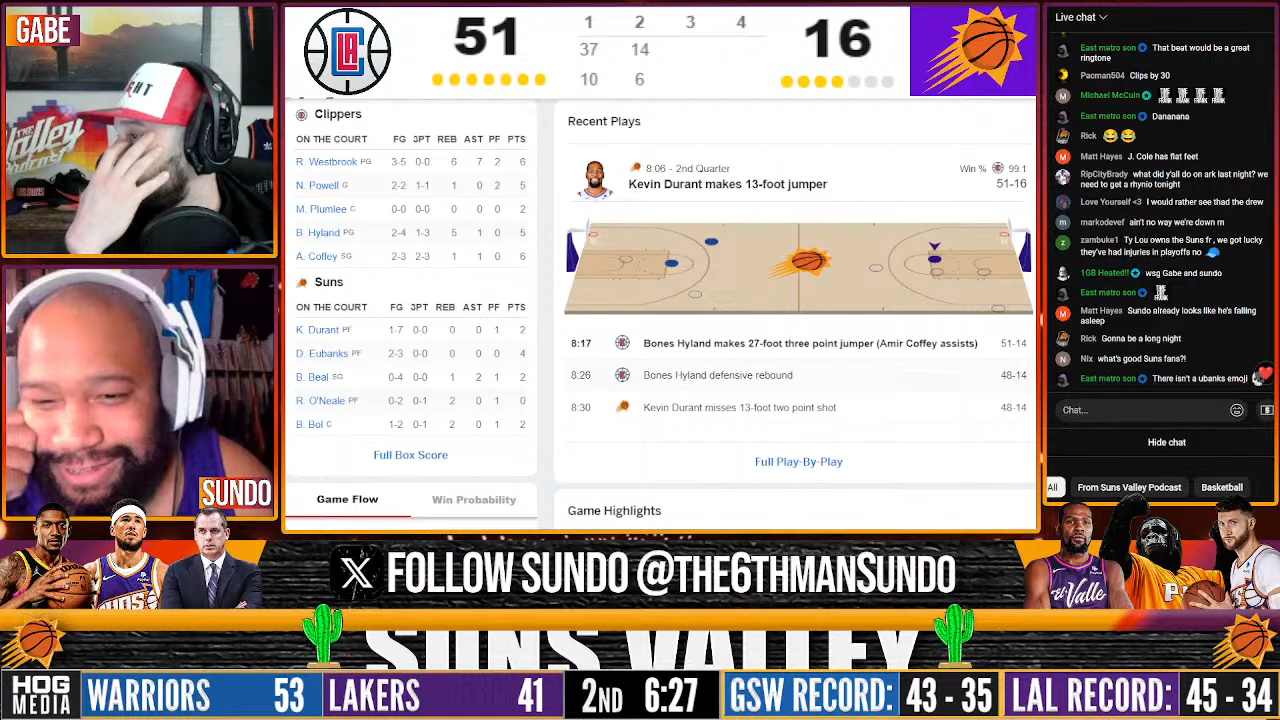 GABE
SUNDO
LA
51
1 2 3 4
37 14
10 6
16
Clippers
ON THE COURT FG 3PT REB AST PF PTS
R. Westbrook PG 3-5 0-0 6 7 2 6
N. Powell G 2-2 1-1 1 0 2 5
M. Plumlee C 0-0 0-0 0 0 0 2
B. Hyland PG 2-4 1-3 5 1 0 5
A. Coffey SG 2-3 2-3 1 1 0 6
Suns
ON THE COURT FG 3PT REB AST PF PTS
K. Durant PF 1-7 0-0 0 0 1 2
D. Eubanks PF 2-3 0-0 0 0 0 4
B. Beal SG 0-4 0-0 1 2 1 2
R. O'Neale PF 0-2 0-1 2 0 1 0
B. Bol C 1-2 0-1 2 0 1 2
Full Box Score
Game Flow Win Probability
Recent Plays
8:06 - 2nd Quarter
Kevin Durant makes 13-foot jumper
Win % 99.1
51-16
8:17 Bones Hyland makes 27-foot three point jumper (Amir Coffey assists) 51-14
8:26 Bones Hyland defensive rebound 48-14
8:30 Kevin Durant misses 13-foot two point shot 48-14
Full Play-By-Play
Game Highlights
Live chat
East metro son That beat would be a great
ringtone
Pacman504 Clips by 30
Michael McCuin
East metro son Dananana
Rick
Matt Hayes J. Cole has flat feet
RipCityBrady what did y'all do on ark last night? we
need to get a rhynio tonight
Love Yourself <3 I would rather see thad the drew
markodevef ain't no way we're down rn
zambuke1 Ty Lou owns the Suns fr , we got lucky
they've had injuries in playoffs no
1GB Heated!! wsg Gabe and sundo
East metro son
Matt Hayes Sundo already looks like he's falling
asleep
Rick Gonna be a long night
Nix what's good Suns fans?!
East metro son There isn't a ubanks emoji
Chat...
Hide chat
All From Suns Valley Podcast Basketball
X FOLLOW SUNDO @THE6THMANSUNDO
SUNS VALLEY
HOG
MEDIA
WARRIORS 53 LAKERS 41 2ND 6:27 GSW RECORD: 43 - 35 LAL RECORD: 45 - 34